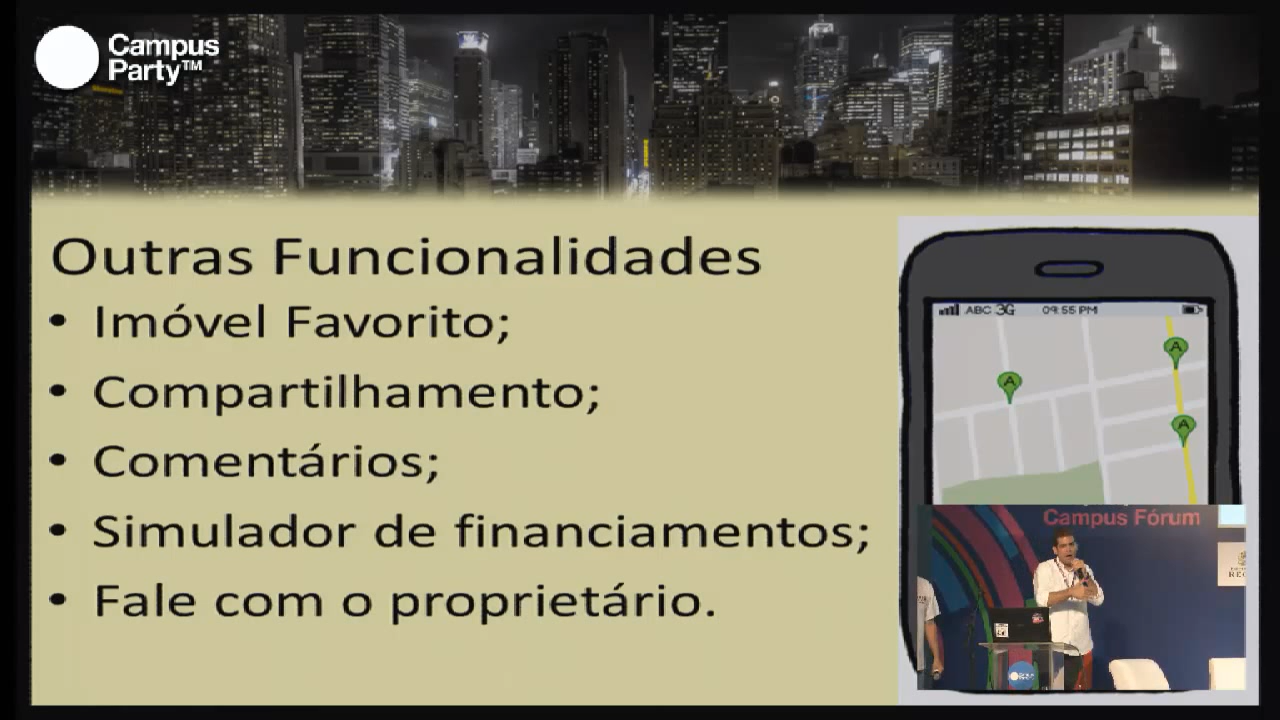 Campus
Party™
Outras Funcionalidades
• Imóvel Favorito;
• Compartilhamento;
• Comentários;
• Simulador de financiamentos;
• Fale com o proprietário.
ABC 3G 09:55 PM
A
A
A
Campus Fórum